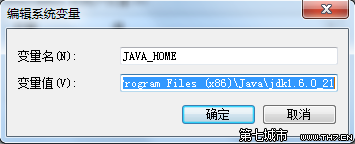 编辑系统变量
变量名(N):
JAVA_HOME
变量值(V):
rogram Files (x86)\Java\jdk1.6.0_21
确定
取消
第七城市 WWW.TH7.CN